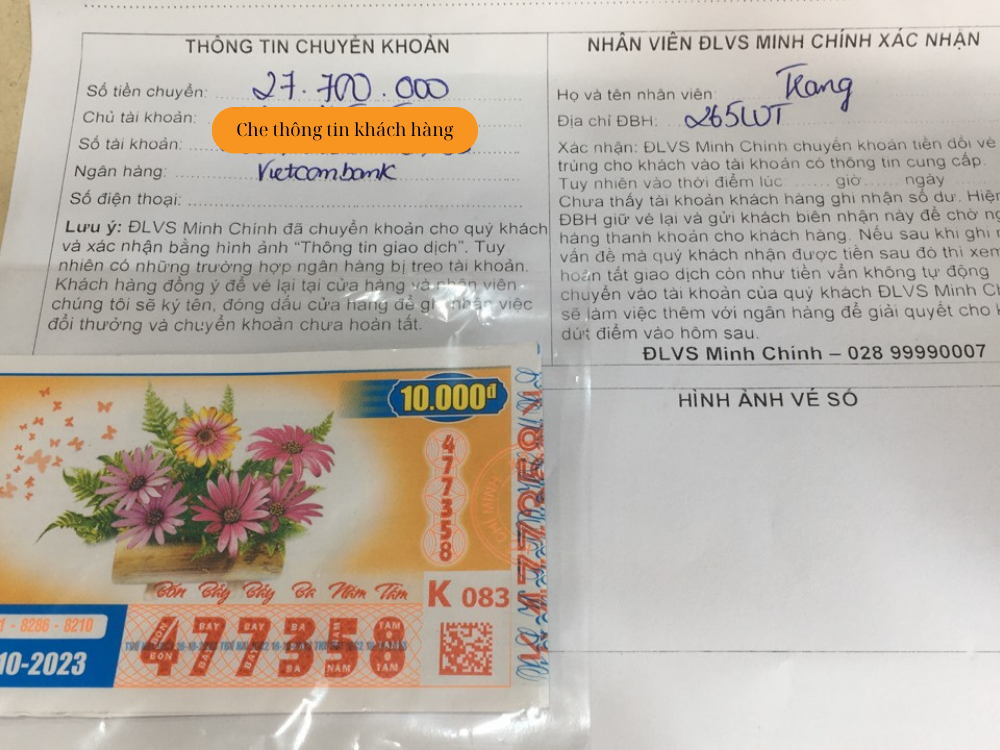 THÔNG TIN CHUYỂN KHOẢN
Số tiền chuyển: 27.700.000
Chủ tài khoản:
Che thông tin khách hàng
Số tài khoản:
Ngân hàng: Vietcombank
Số điện thoại:
Lưu ý: ĐLVS Minh Chính đã chuyển khoản cho quý khách
và xác nhận bằng hình ảnh “Thông tin giao dịch”. Tuy
nhiên có những trường hợp ngân hàng bị treo tài khoản.
Khách hàng đồng ý để vé lại tại cửa hàng và nhân viên
chúng tôi sẽ ký tên, đóng dấu cửa hàng để ghi nhận việc
đổi thưởng và chuyển khoản chưa hoàn tất.
NHÂN VIÊN ĐLVS MINH CHÍNH XÁC NHẬN
Họ và tên nhân viên: Trang
Địa chỉ ĐBH: 265LVT
Xác nhận: ĐLVS Minh Chính chuyển khoản tiền đổi vé
trúng cho khách vào tài khoản có thông tin cung cấp.
Tuy nhiên vào thời điểm lúc ...... giờ ..... ngày
Chưa thấy tài khoản khách hàng ghi nhận số dư. Hiện
ĐBH giữ vé lại và gửi khách biên nhận này để chờ
hàng thanh khoản cho khách hàng. Nếu sau khi ghi
vấn đề mà quý khách nhận được tiền sau đó thì xem
hoàn tất giao dịch còn như tiền vẫn không tự động
chuyển vào tài khoản của quý khách ĐLVS Minh
sẽ làm việc thêm với ngân hàng để giải quyết cho
dứt điểm vào hôm sau.
ĐLVS Minh Chính – 028 99990007
HÌNH ẢNH VÉ SỐ
10.000đ
477358
Bốn Bảy Bảy Ba Năm Tám
K 083
- 8286 - 8210
10-2023
477358